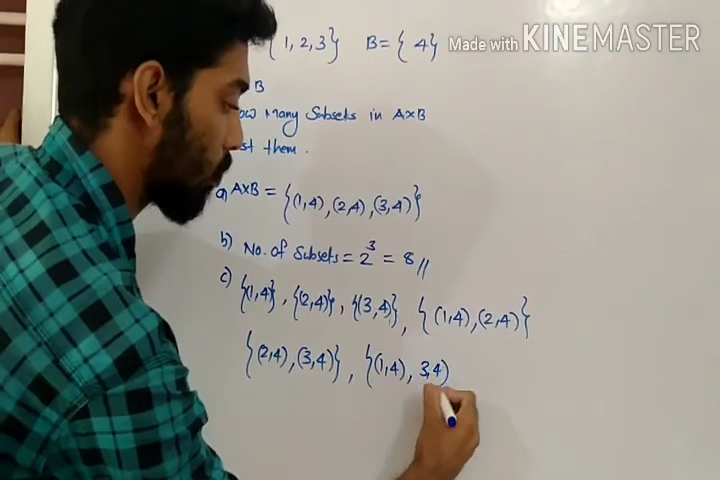 { 1, 2, 3 } B = { 4 } Made with KINEMASTER
B
ow Many Subsets in A×B
st them .
a) A×B = {(1,4), (2,4), (3,4)}
b) No. of Subsets = 2³ = 8 //
c) {(1,4}, {(2,4)}, {(3,4)}, {(1,4), (2,4)}
{(2,4), (3,4)}, {(1,4), 3,4)